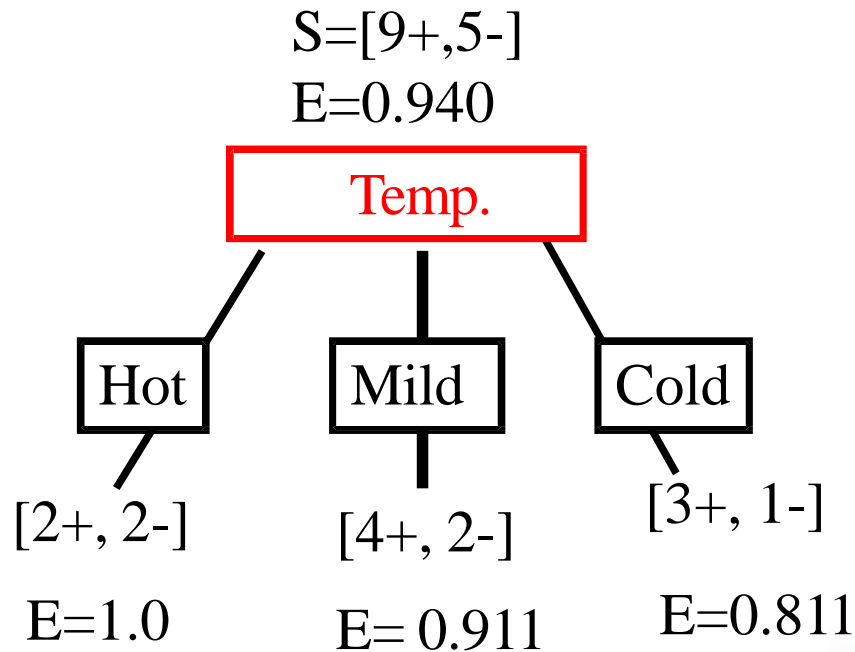 S=[9+,5-]
E=0.940
Temp.
Hot
Mild
Cold
[2+, 2-]
[4+, 2-]
[3+, 1-]
E=1.0
E= 0.911
E=0.811